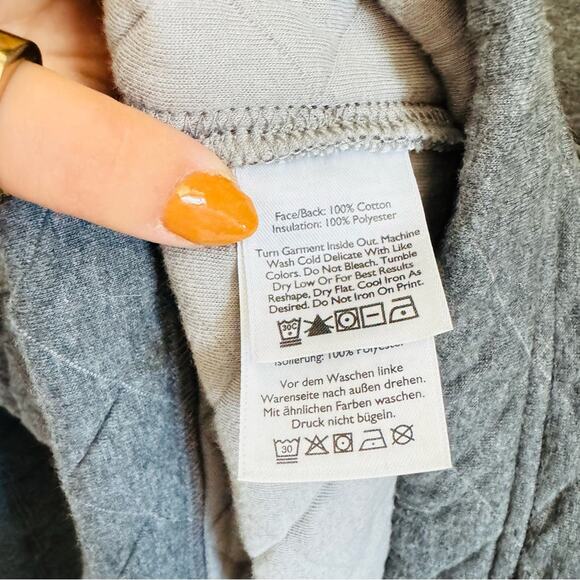 Face/Back: 100% Cotton
Insulation: 100% Polyester
Turn Garment Inside Out. Machine
Wash Cold Delicate With Like
Colors. Do Not Bleach. Tumble
Dry Low Or For Best Results
Reshape, Dry Flat. Cool Iron As
Desired. Do Not Iron On Print.
30C
Isolierung: 100% Polyester
Vor dem Waschen linke
Warenseite nach außen drehen.
Mit ähnlichen Farben waschen.
Druck nicht bügeln.
30